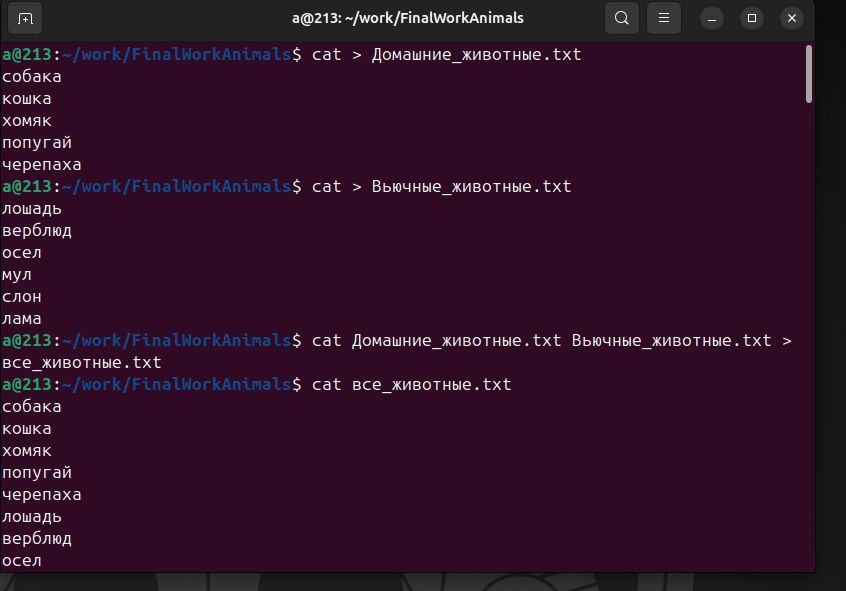 a@213: ~/work/FinalWorkAnimals
a@213:~/work/FinalWorkAnimals$ cat > Домашние_животные.txt
собака
кошка
хомяк
попугай
черепаха
a@213:~/work/FinalWorkAnimals$ cat > Вьючные_животные.txt
лошадь
верблюд
осел
мул
слон
лама
a@213:~/work/FinalWorkAnimals$ cat Домашние_животные.txt Вьючные_животные.txt >
все_животные.txt
a@213:~/work/FinalWorkAnimals$ cat все_животные.txt
собака
кошка
хомяк
попугай
черепаха
лошадь
верблюд
осел